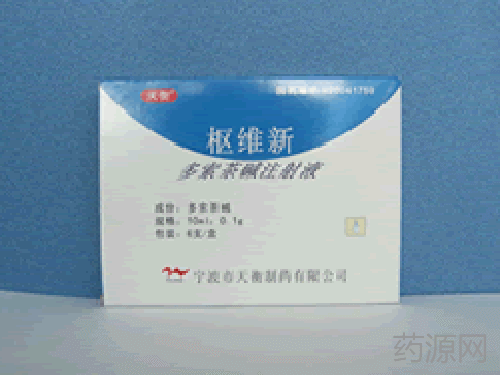 天衡
枢维新
多索茶碱注射液
成份：多索茶碱
规格：10ml：0.1g
包装：6支/盒
宁波市天衡制药有限公司
药源网